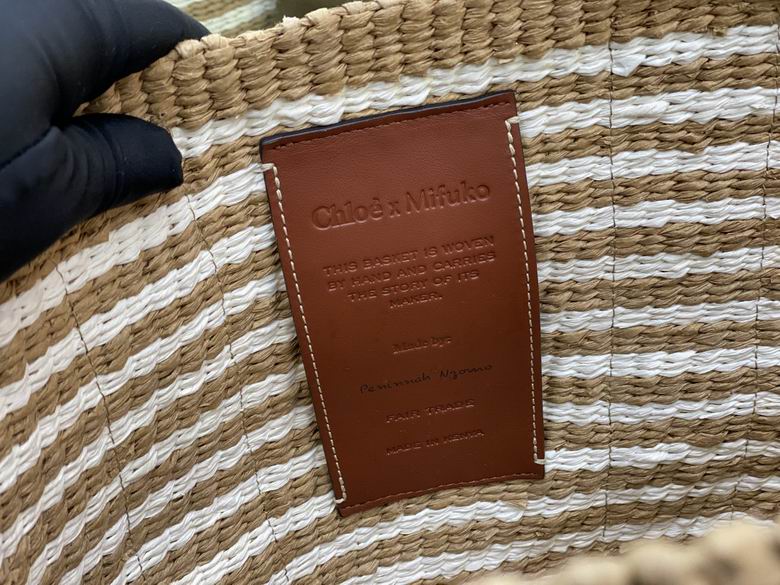 Chloé x Mifuko
THIS BASKET IS WOVEN
BY HAND AND CARRIES
THE STORY OF ITS
MAKER.
Made by:
Peninnah Nzomo
FAIR TRADE
MADE IN KENYA